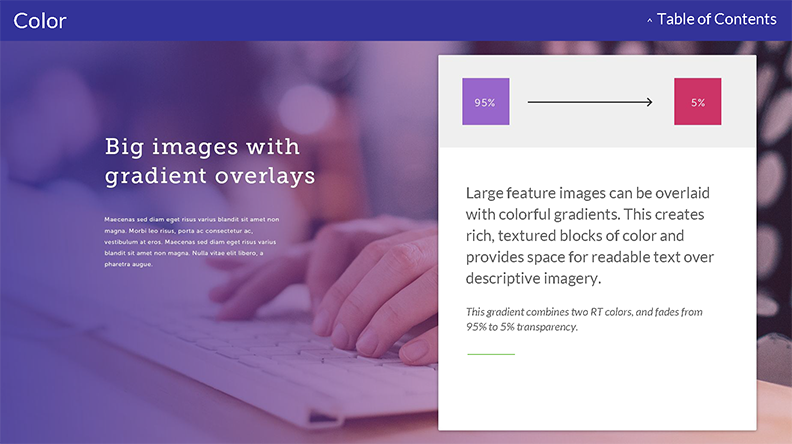 Color
^ Table of Contents
Big images with
gradient overlays
Maecenas sed diam eget risus varius blandit sit amet non
magna. Morbi leo risus, porta ac consectetur ac,
vestibulum at eros. Maecenas sed diam eget risus varius
blandit sit amet non magna. Nulla vitae elit libero, a
pharetra augue.
95%
5%
Large feature images can be overlaid
with colorful gradients. This creates
rich, textured blocks of color and
provides space for readable text over
descriptive imagery.
This gradient combines two RT colors, and fades from
95% to 5% transparency.